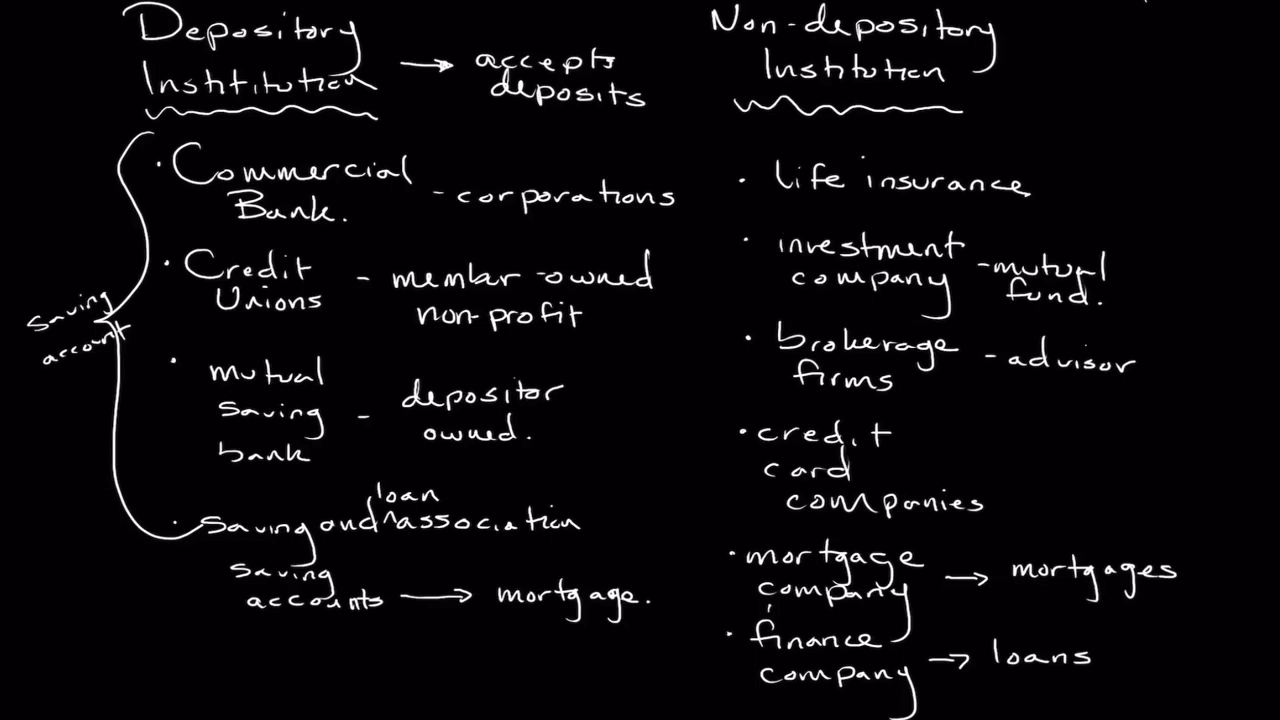 Depository
Institution → accepts
deposits
Commercial
Bank. - corporations
Credit
Unions - member-owned
non-profit
saving
account
mutual
saving
bank - depositor
owned.
saving and loan association
saving
accounts → mortgage.
Non-depository
Institution
life insurance
investment
company - mutual
fund.
brokerage
firms - advisor
credit
card
companies
mortgage
company → mortgages
finance
company → loans